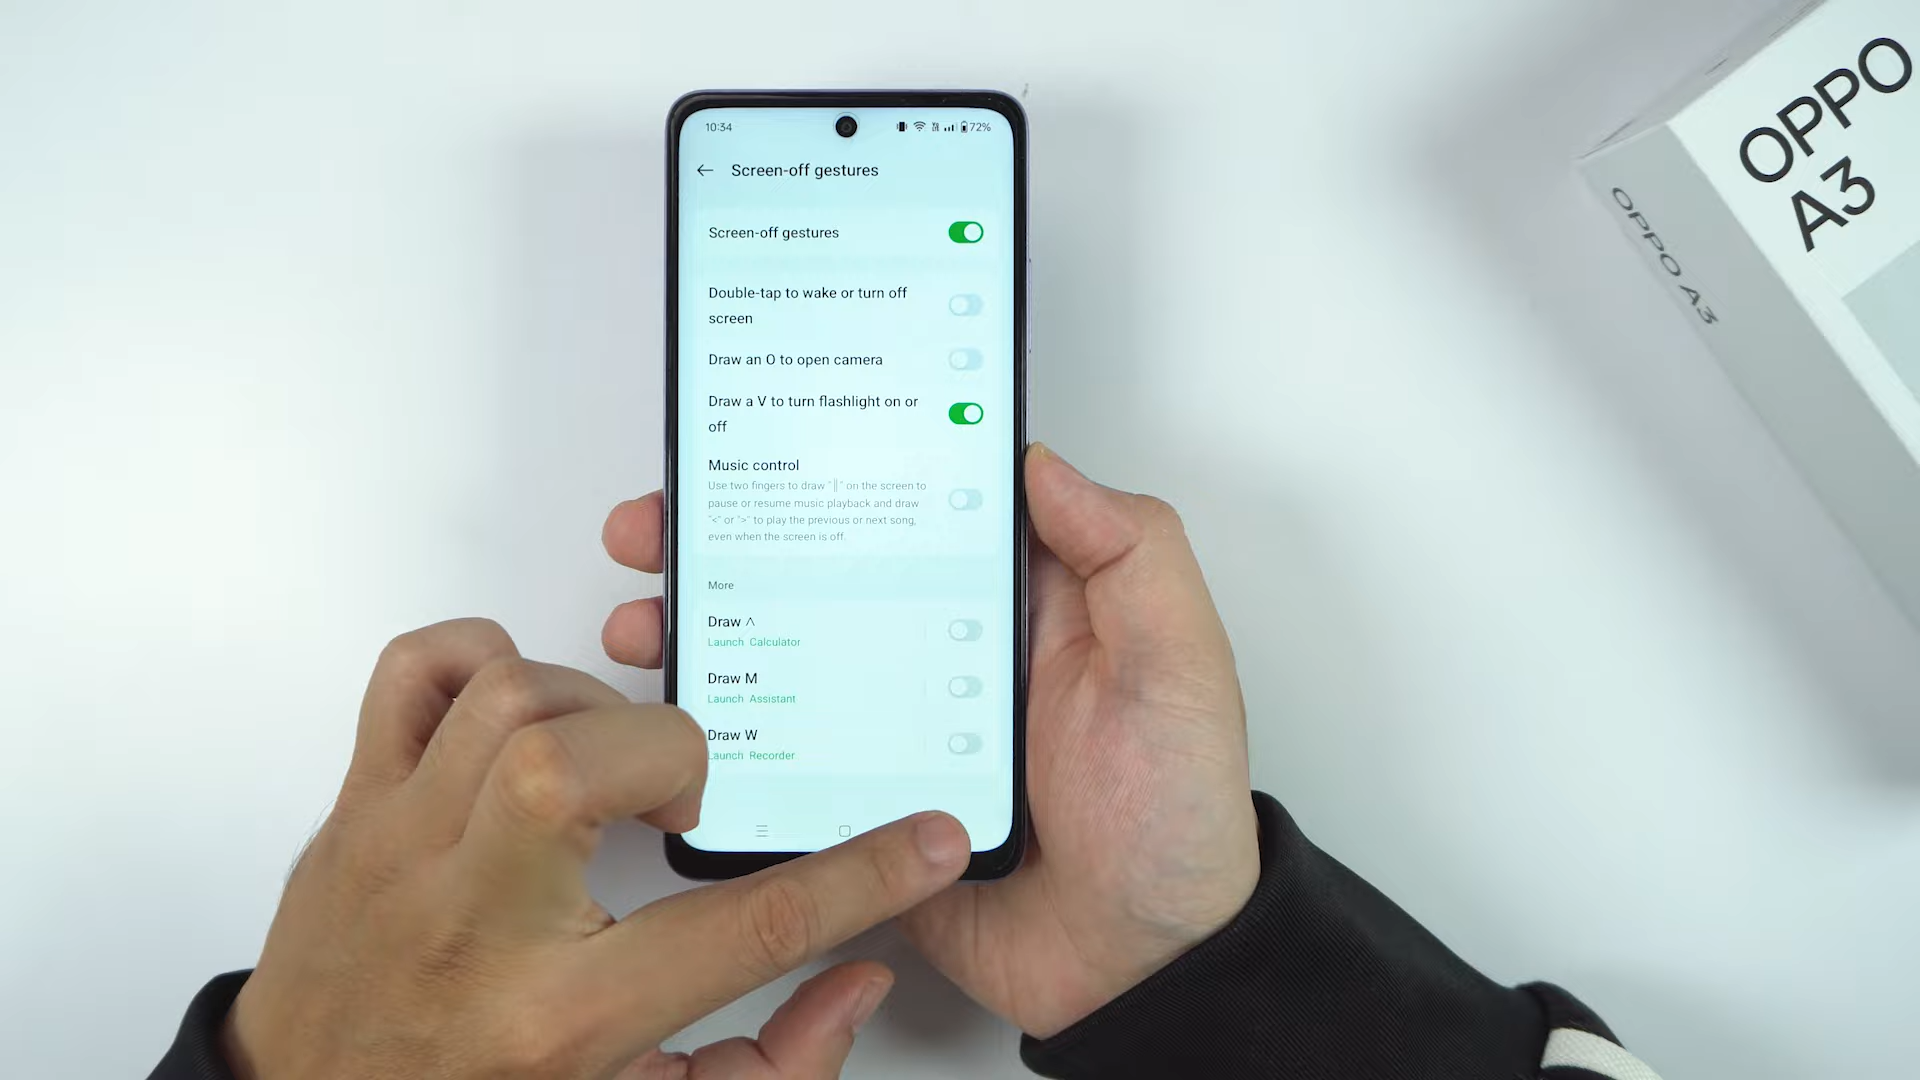 10:34
72%
Screen-off gestures
Screen-off gestures
Double-tap to wake or turn off
screen
Draw an O to open camera
Draw a V to turn flashlight on or
off
Music control
Use two fingers to draw "||" on the screen to
pause or resume music playback and draw
"<" or ">" to play the previous or next song,
even when the screen is off.
More
Draw ^
Launch Calculator
Draw M
Launch Assistant
Draw W
Launch Recorder
OPPO
A3
OPPO A3